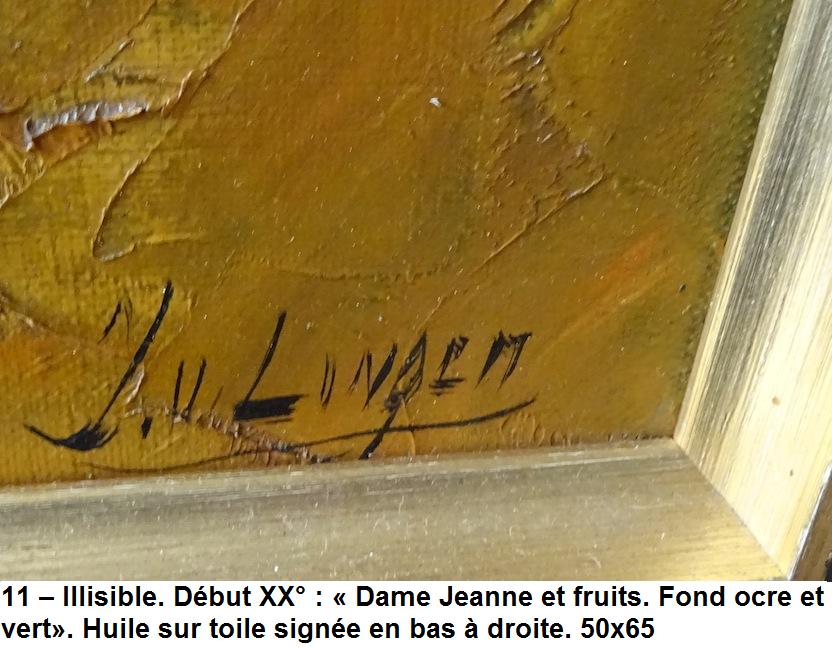 J.V. LINGEN
11 – Illisible. Début XX° : « Dame Jeanne et fruits. Fond ocre et
vert». Huile sur toile signée en bas à droite. 50x65